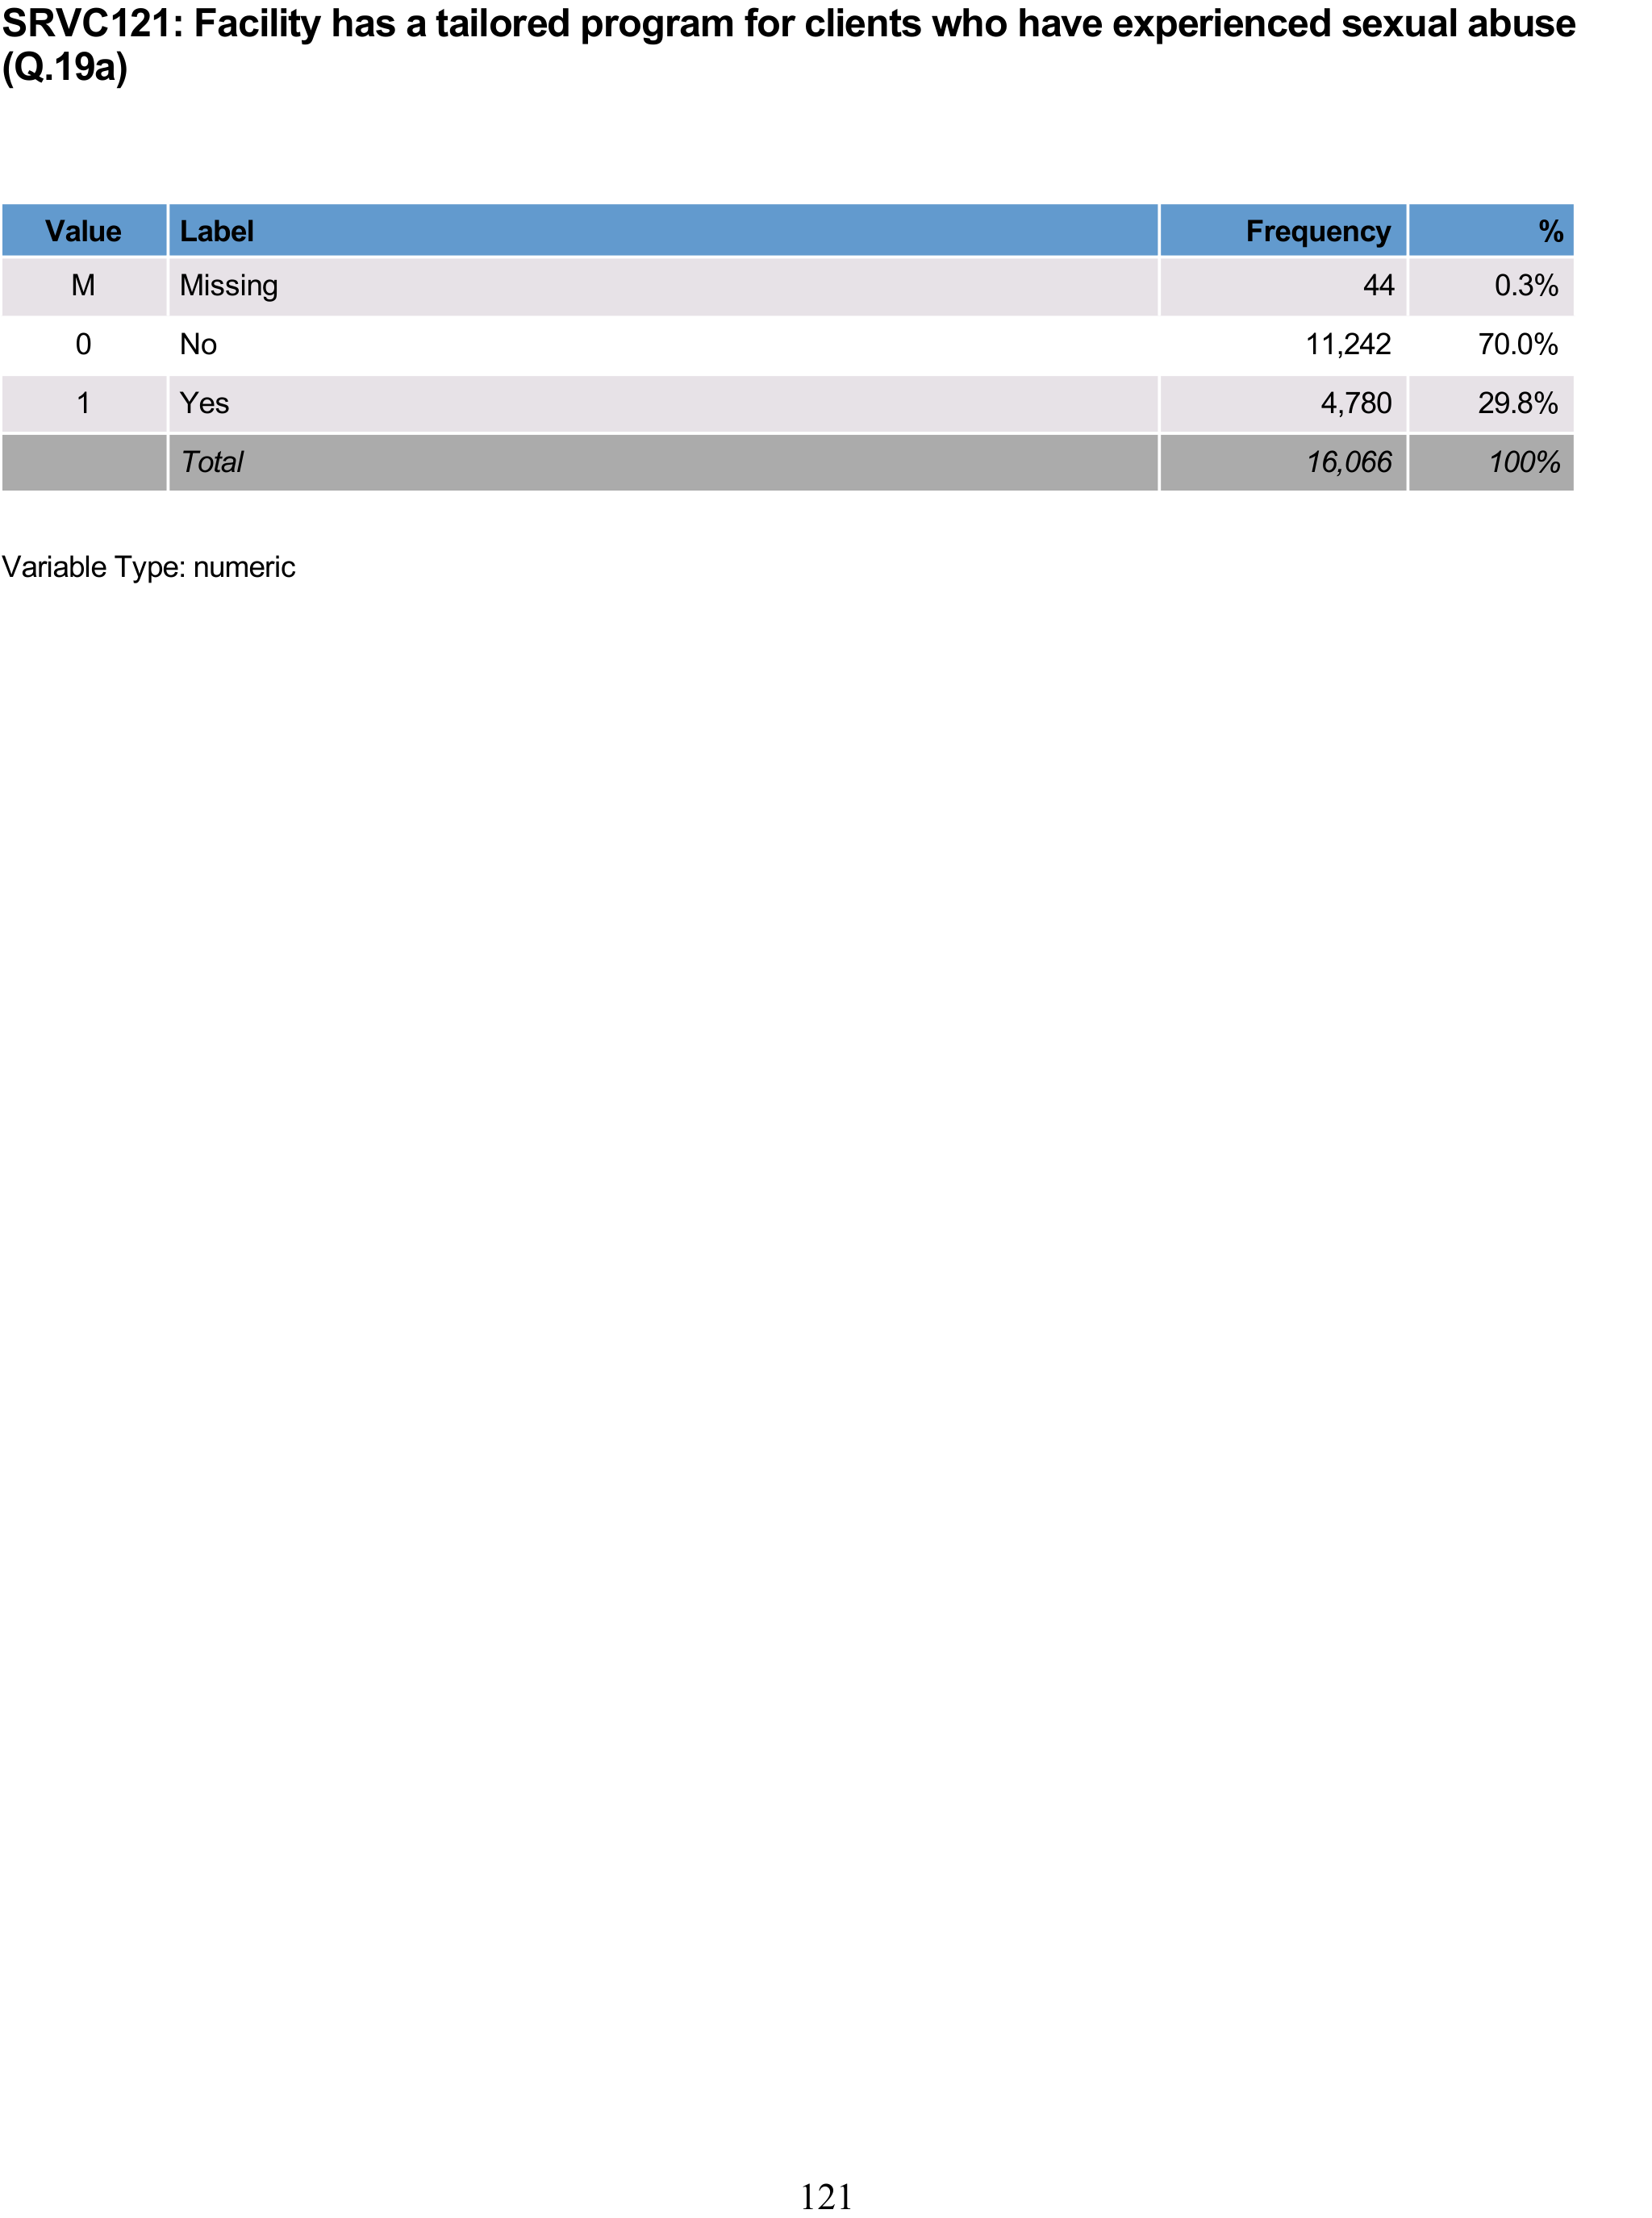 SRVC121: Facility has a tailored program for clients who have experienced sexual abuse
(Q.19a)
Value Label Frequency %
M Missing 44 0.3%
0 No 11,242 70.0%
1 Yes 4,780 29.8%
Total 16,066 100%
Variable Type: numeric
121